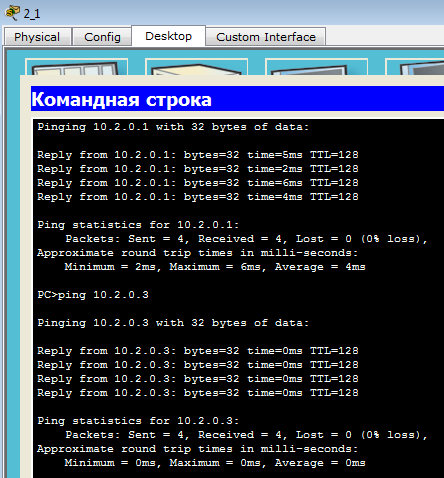 2_1
Physical Config Desktop Custom Interface
Командная строка
Pinging 10.2.0.1 with 32 bytes of data:
Reply from 10.2.0.1: bytes=32 time=5ms TTL=128
Reply from 10.2.0.1: bytes=32 time=2ms TTL=128
Reply from 10.2.0.1: bytes=32 time=6ms TTL=128
Reply from 10.2.0.1: bytes=32 time=4ms TTL=128
Ping statistics for 10.2.0.1:
Packets: Sent = 4, Received = 4, Lost = 0 (0% loss),
Approximate round trip times in milli-seconds:
Minimum = 2ms, Maximum = 6ms, Average = 4ms
PC>ping 10.2.0.3
Pinging 10.2.0.3 with 32 bytes of data:
Reply from 10.2.0.3: bytes=32 time=0ms TTL=128
Reply from 10.2.0.3: bytes=32 time=0ms TTL=128
Reply from 10.2.0.3: bytes=32 time=0ms TTL=128
Reply from 10.2.0.3: bytes=32 time=0ms TTL=128
Ping statistics for 10.2.0.3:
Packets: Sent = 4, Received = 4, Lost = 0 (0% loss),
Approximate round trip times in milli-seconds:
Minimum = 0ms, Maximum = 0ms, Average = 0ms